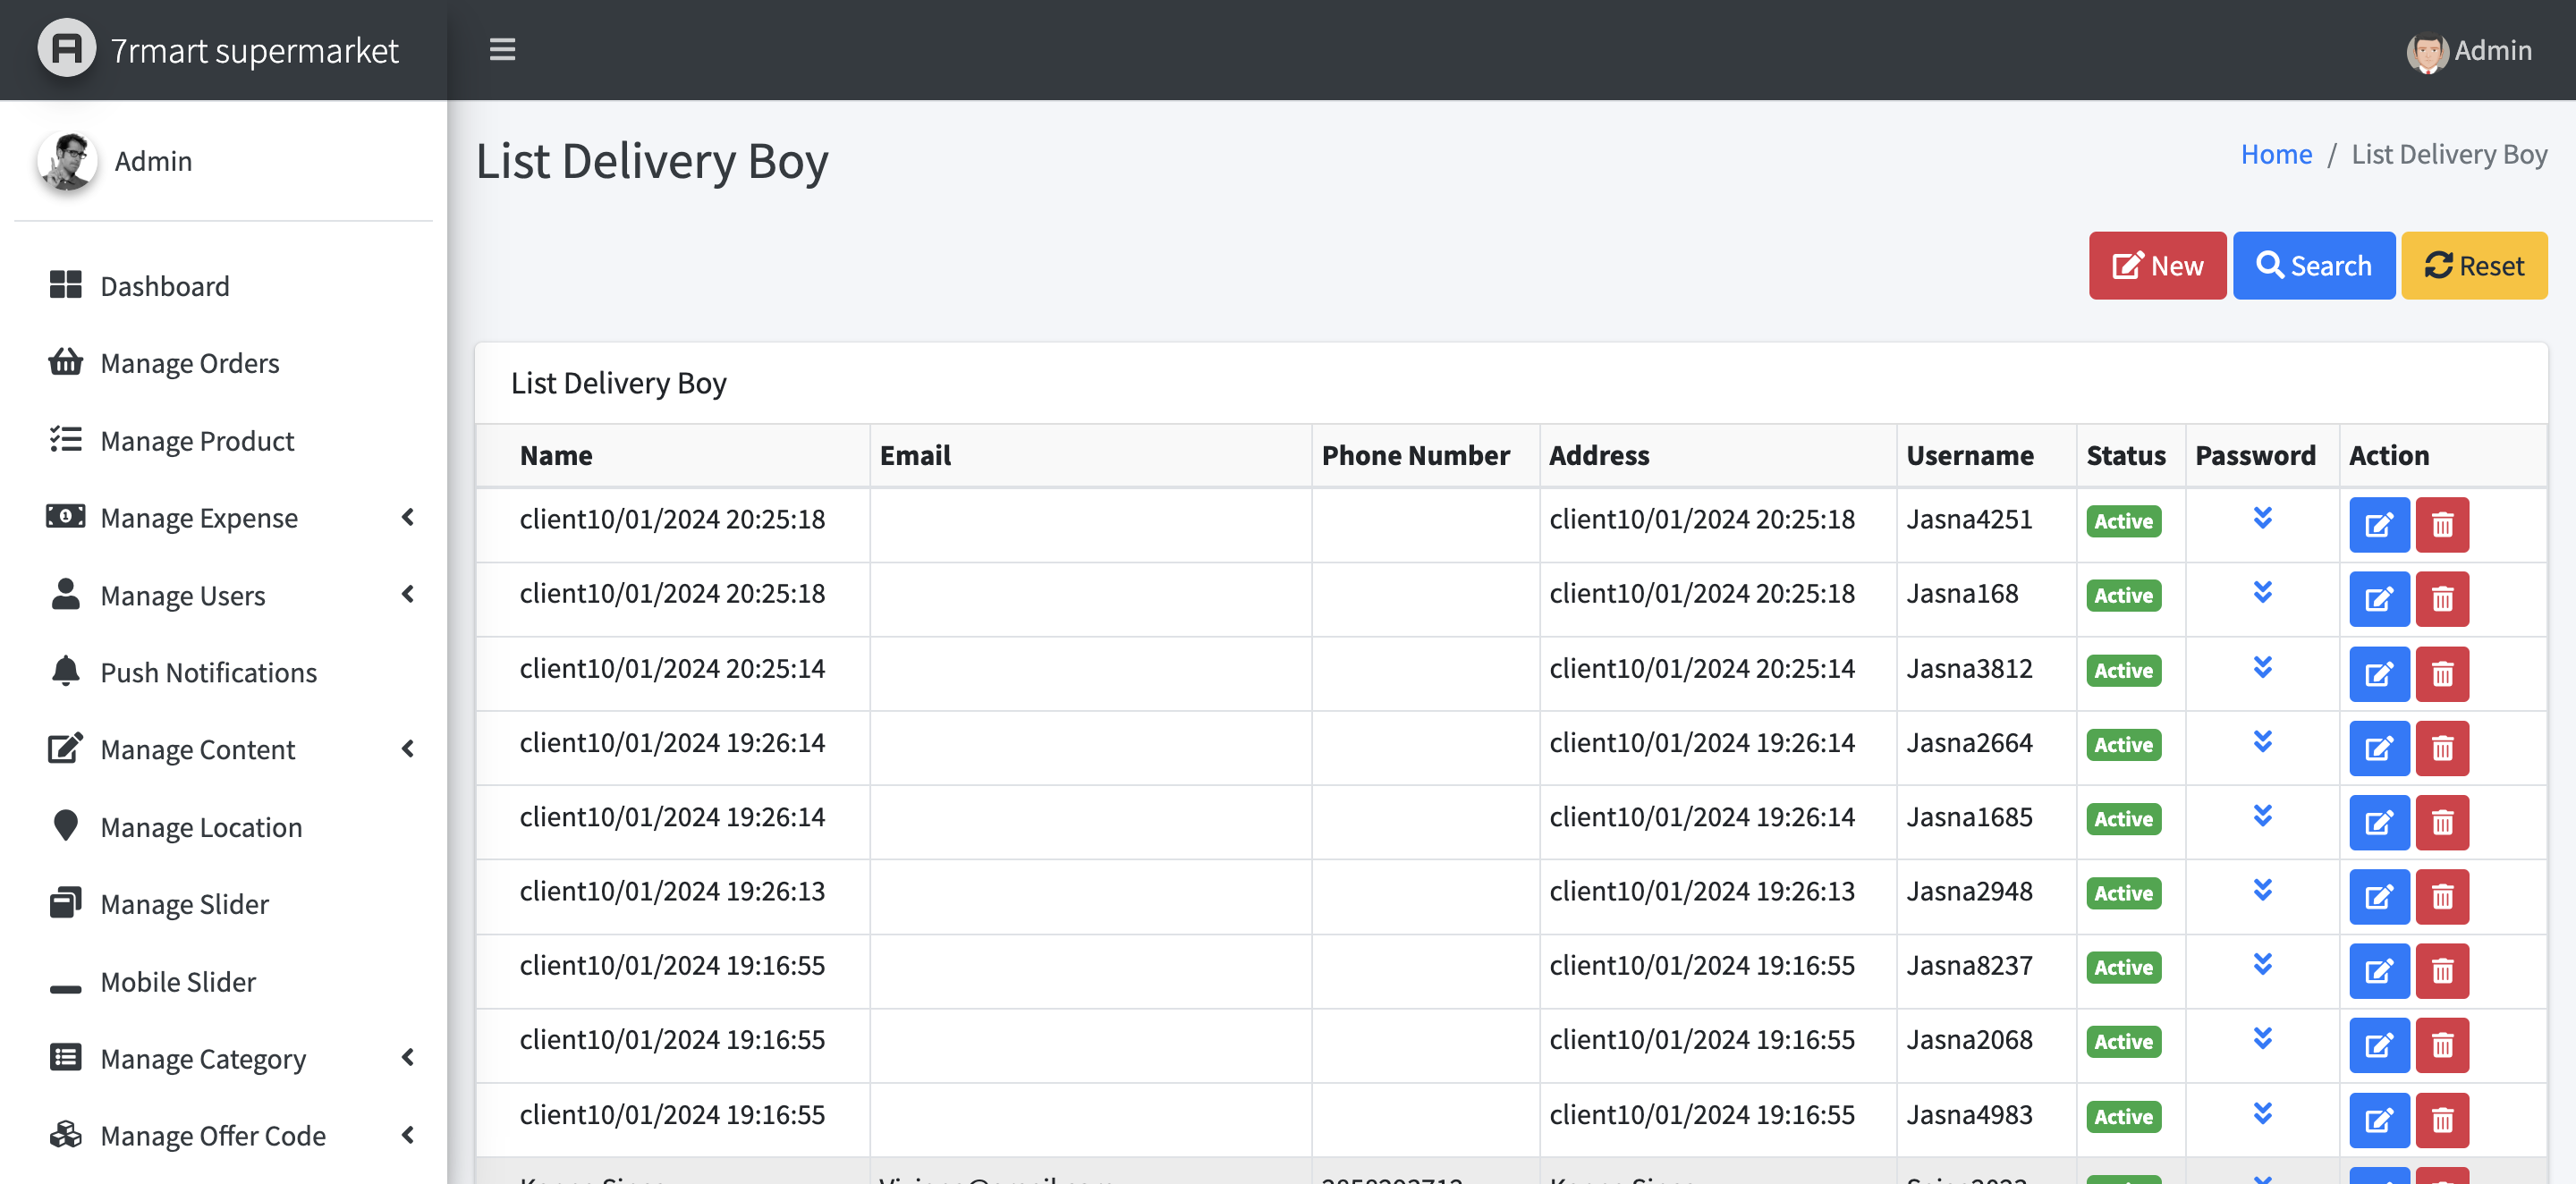 7rmart supermarket
Admin
Admin
Dashboard
Manage Orders
Manage Product
Manage Expense
Manage Users
Push Notifications
Manage Content
Manage Location
Manage Slider
Mobile Slider
Manage Category
Manage Offer Code
List Delivery Boy
Home / List Delivery Boy
New Search Reset
List Delivery Boy
Name Email Phone Number Address Username Status Password Action
client10/01/2024 20:25:18 client10/01/2024 20:25:18 Jasna4251 Active
client10/01/2024 20:25:18 client10/01/2024 20:25:18 Jasna168 Active
client10/01/2024 20:25:14 client10/01/2024 20:25:14 Jasna3812 Active
client10/01/2024 19:26:14 client10/01/2024 19:26:14 Jasna2664 Active
client10/01/2024 19:26:14 client10/01/2024 19:26:14 Jasna1685 Active
client10/01/2024 19:26:13 client10/01/2024 19:26:13 Jasna2948 Active
client10/01/2024 19:16:55 client10/01/2024 19:16:55 Jasna8237 Active
client10/01/2024 19:16:55 client10/01/2024 19:16:55 Jasna2068 Active
client10/01/2024 19:16:55 client10/01/2024 19:16:55 Jasna4983 Active